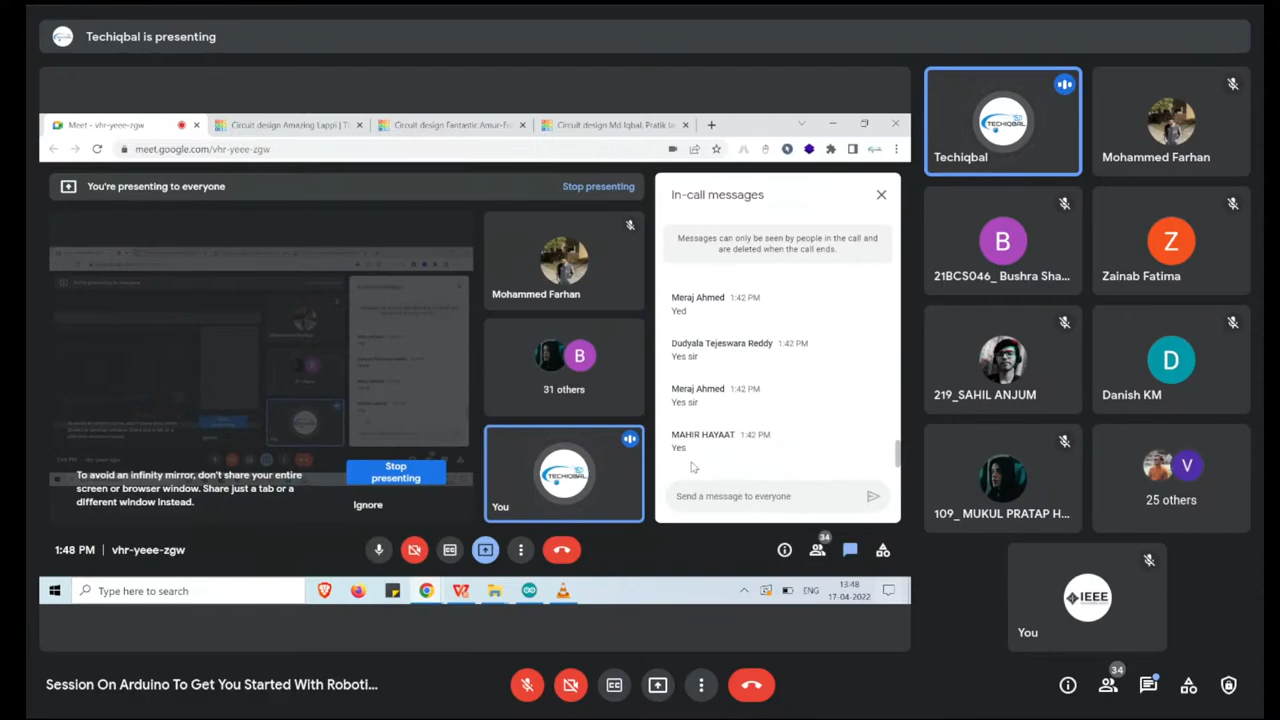 Techiqbal is presenting
Meet - vhr-yeee-zgw
Circuit design Amazing Lappi | T
Circuit design Fantastic Amur-Fu
Circuit design Md Iqbal, Pratik
meet.google.com/vhr-yeee-zgw
You're presenting to everyone
Stop presenting
Mohammed Farhan
B
31 others
TECHIQBAL
You
To avoid an infinity mirror, don't share your entire
screen or browser window. Share just a tab or a
different window instead.
Stop
presenting
Ignore
In-call messages
Messages can only be seen by people in the call and
are deleted when the call ends.
Meraj Ahmed 1:42 PM
Yed
Dudyala Tejeswara Reddy 1:42 PM
Yes sir
Meraj Ahmed 1:42 PM
Yes sir
MAHIR HAYAAT 1:42 PM
Yes
Send a message to everyone
1:48 PM | vhr-yeee-zgw
34
Type here to search
ENG
13:48
17-04-2022
TECHIQBAL
Techiqbal
Mohammed Farhan
B
21BCS046_ Bushra Sha...
Z
Zainab Fatima
219_SAHIL ANJUM
D
Danish KM
109_ MUKUL PRATAP H...
V
25 others
IEEE
You
Session On Arduino To Get You Started With Roboti...
34